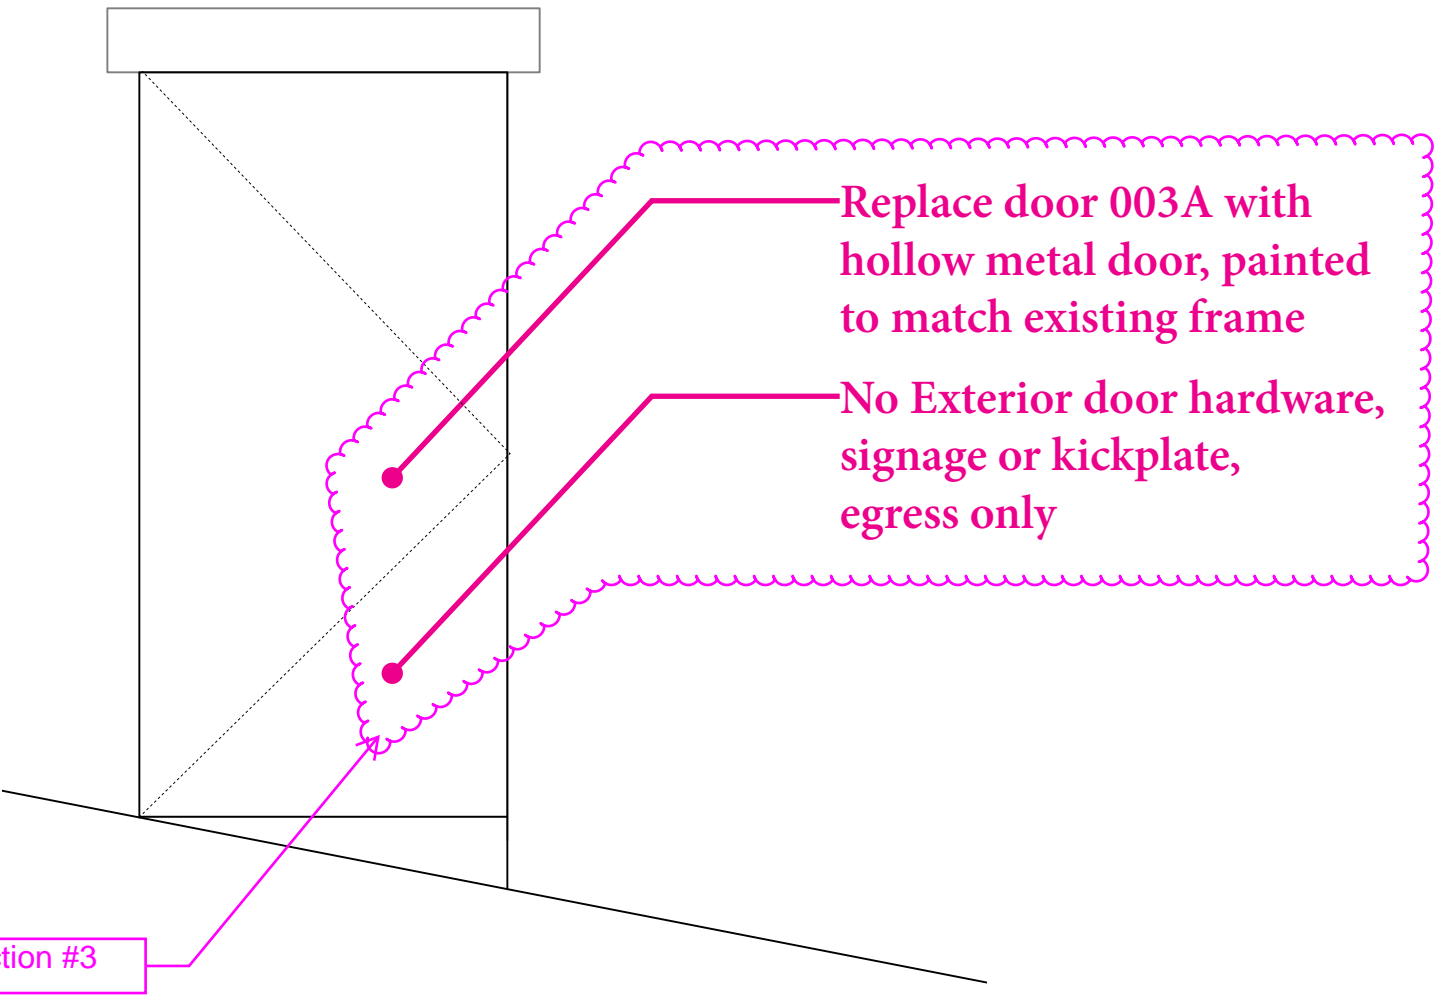 Replace door 003A with
hollow metal door, painted
to match existing frame
No Exterior door hardware,
signage or kickplate,
egress only
#3